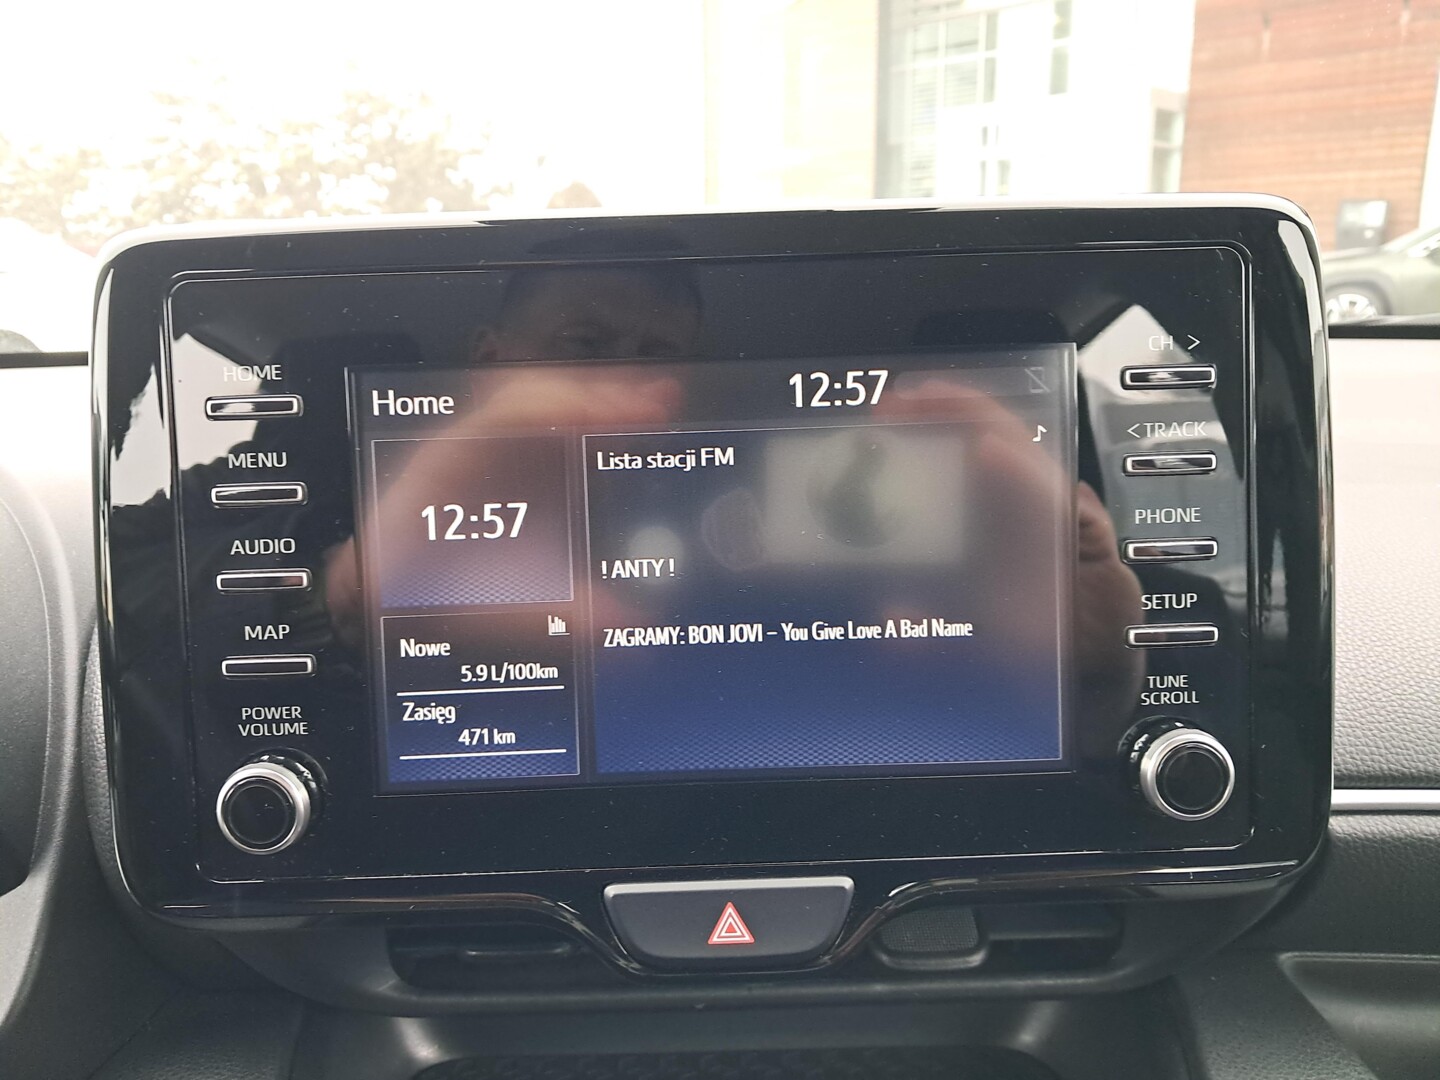 HOME
MENU
AUDIO
MAP
POWER
VOLUME
Home
12:57
12:57
Nowe
5.9 L/100km
Zasięg
471 km
Lista stacji FM
! ANTY !
ZAGRAMY: BON JOVI – You Give Love A Bad Name
CH >
< TRACK
PHONE
SETUP
TUNE
SCROLL